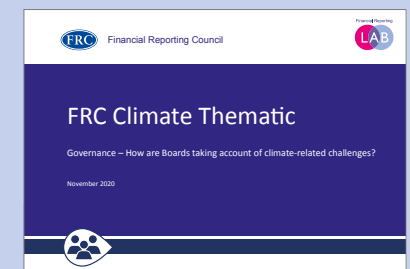 FRC
Financial Reporting Council
Financial Reporting
LAB
FRC Climate Thematic
Governance – How are Boards taking account of climate-related challenges?
November 2020